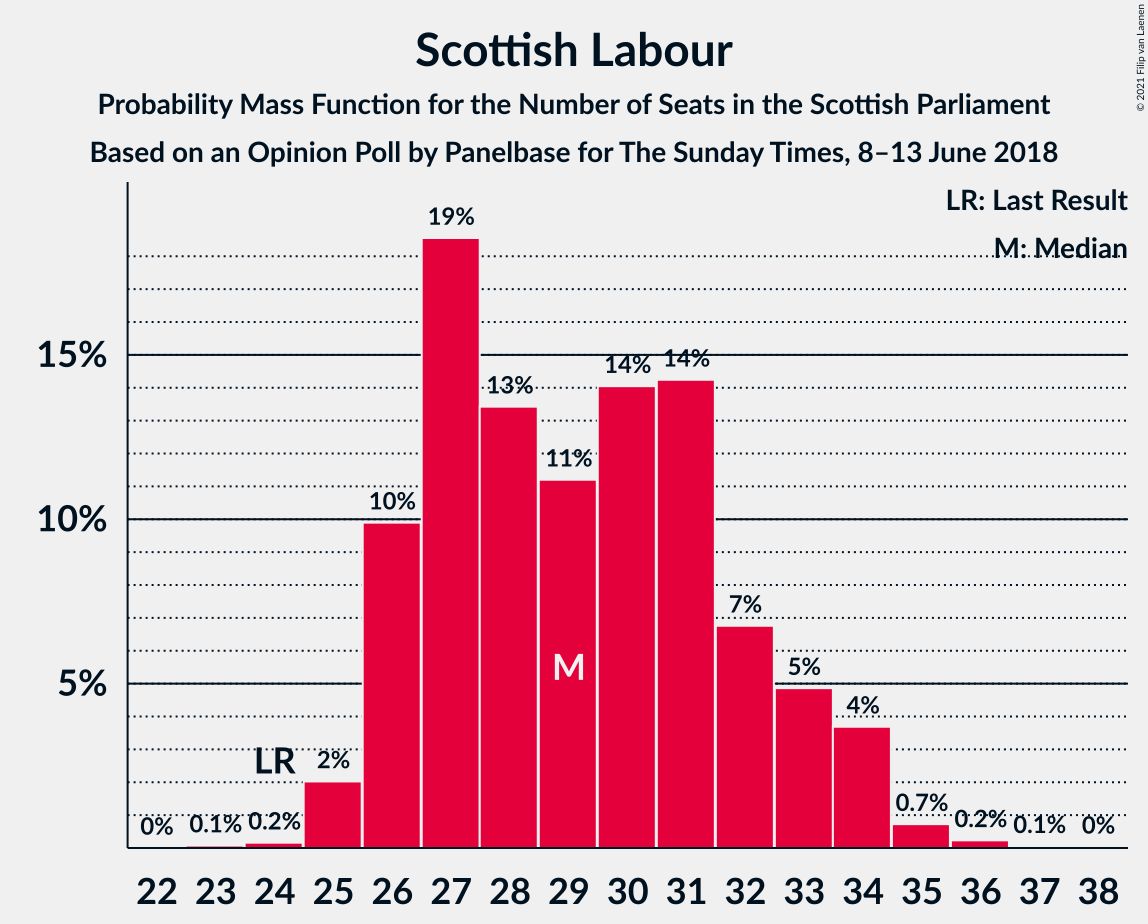 Scottish Labour
Probability Mass Function for the Number of Seats in the Scottish Parliament
Based on an Opinion Poll by Panelbase for The Sunday Times, 8–13 June 2018
© 2021 Filip van Laenen
LR: Last Result
M: Median
19%
15%
14% 14%
13%
11%
10%
10%
M
7%
5%
5%
4%
LR
2%
0% 0.1% 0.2%
0.7% 0.2% 0.1% 0%
22 23 24 25 26 27 28 29 30 31 32 33 34 35 36 37 38